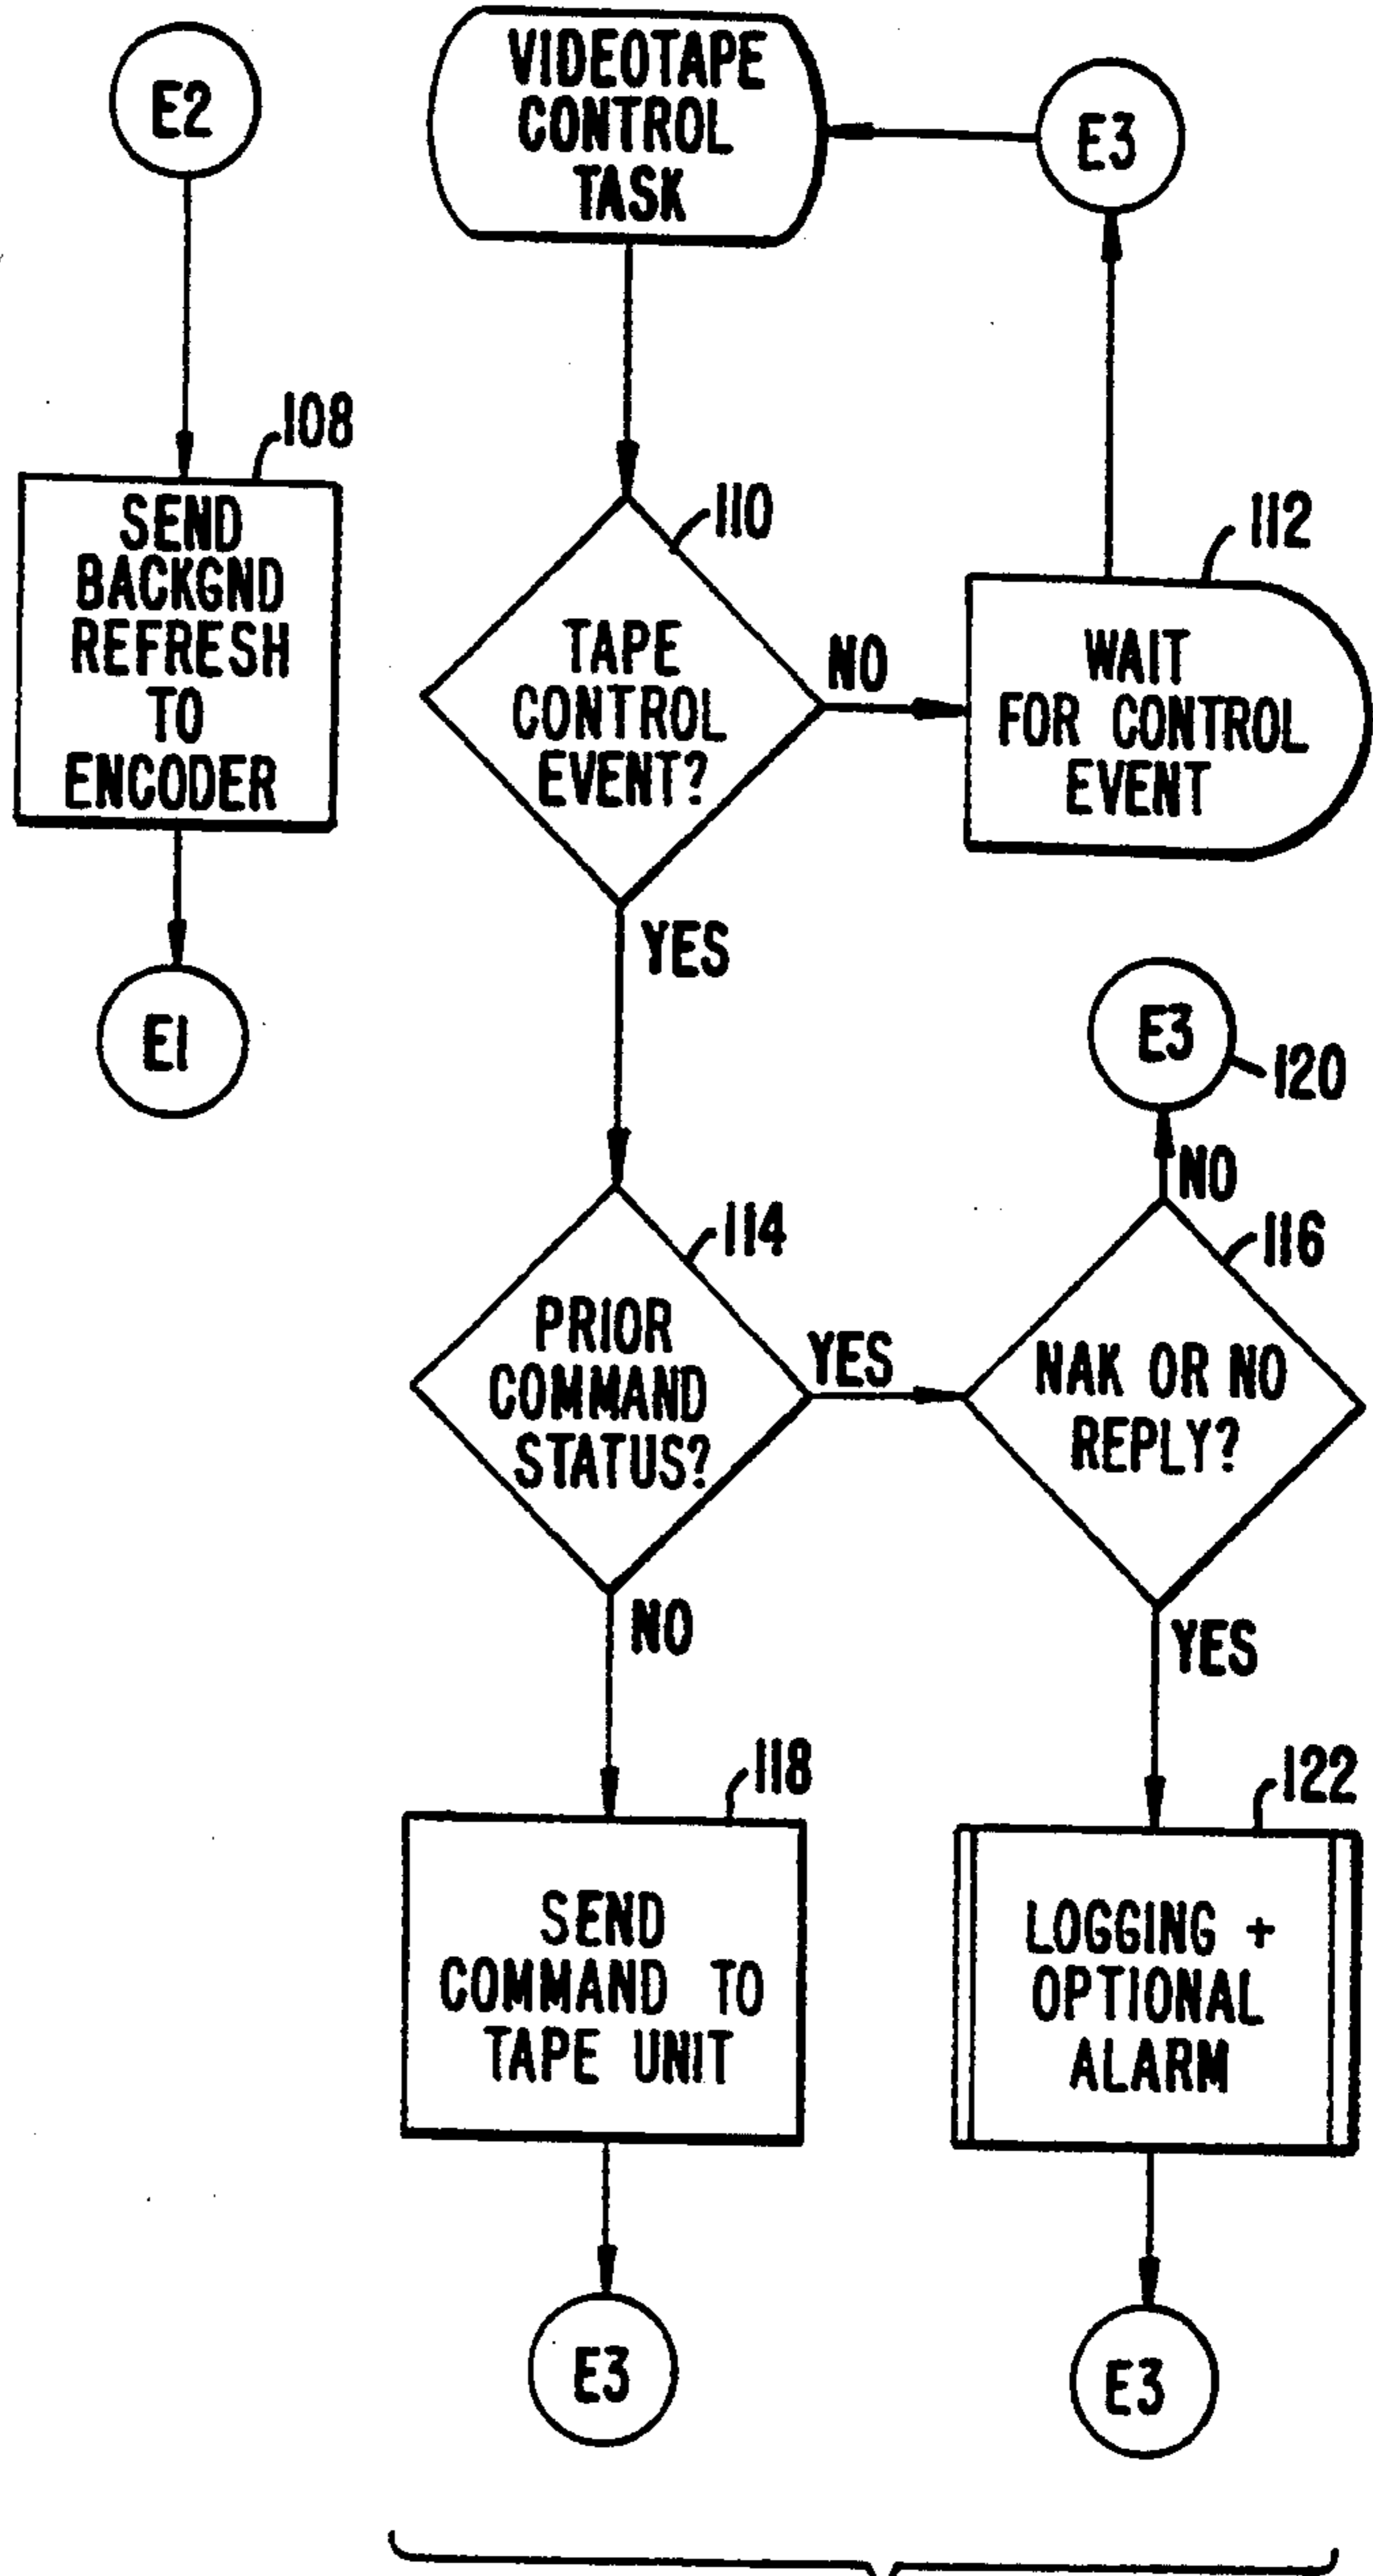 E2
108
SEND
BACKGND
REFRESH
TO
ENCODER
E1
VIDEOTAPE
CONTROL
TASK
E3
110
TAPE
CONTROL
EVENT?
NO
112
WAIT
FOR CONTROL
EVENT
YES
114
PRIOR
COMMAND
STATUS?
YES
E3
120
NO
116
NAK OR NO
REPLY?
NO
118
SEND
COMMAND TO
TAPE UNIT
E3
YES
122
LOGGING +
OPTIONAL
ALARM
E3